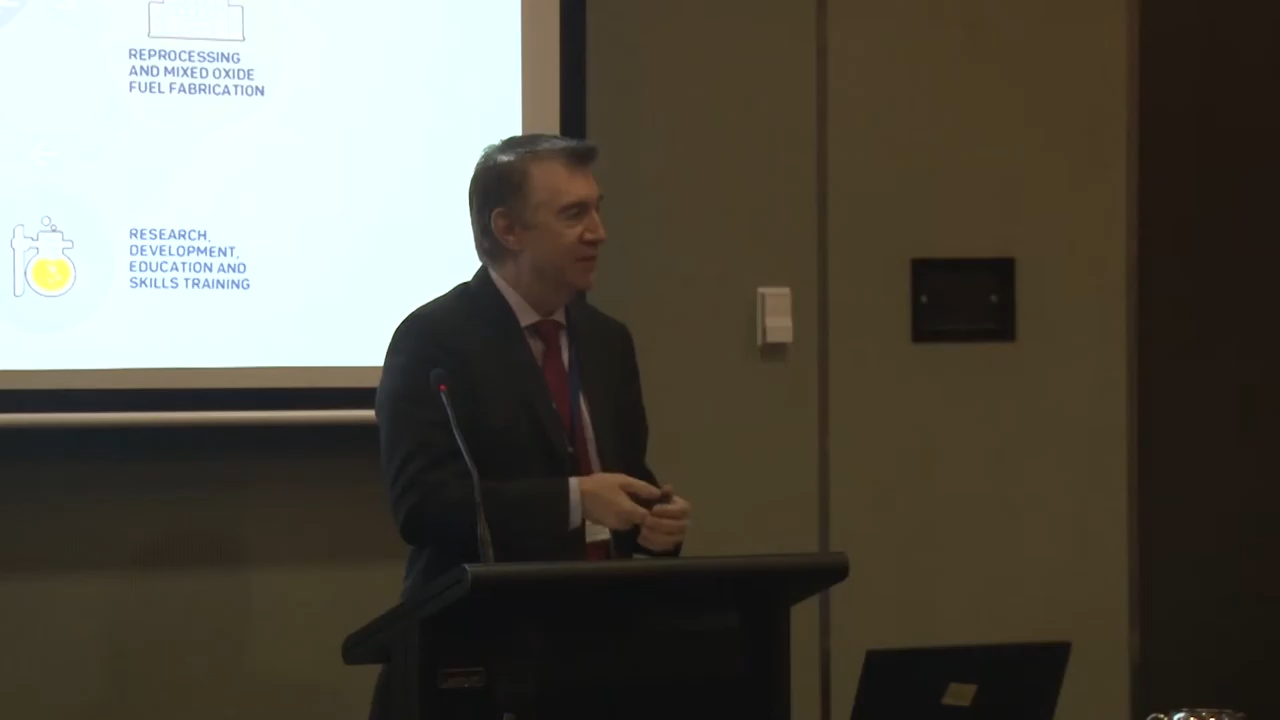 REPROCESSING
AND MIXED OXIDE
FUEL FABRICATION
RESEARCH,
DEVELOPMENT,
EDUCATION AND
SKILLS TRAINING